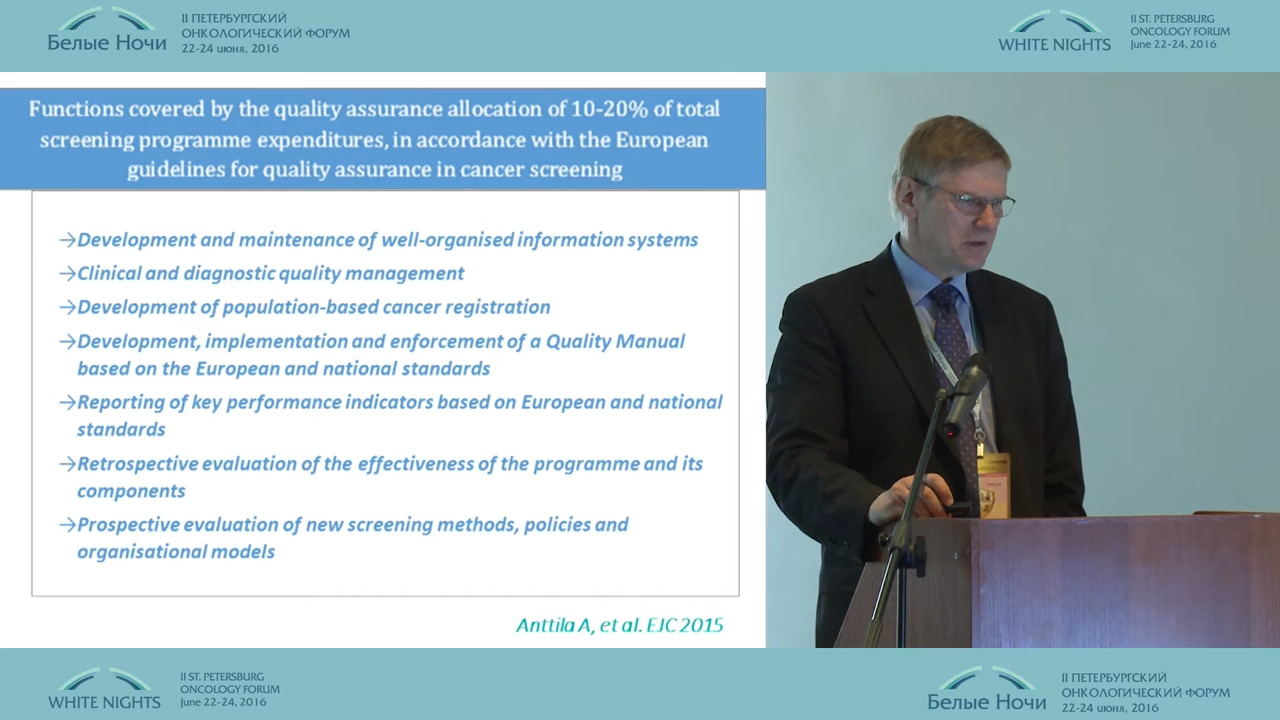 Белые Ночи
II ПЕТЕРБУРГСКИЙ
ОНКОЛОГИЧЕСКИЙ ФОРУМ
22-24 июня, 2016
WHITE NIGHTS
II ST. PETERSBURG
ONCOLOGY FORUM
June 22-24, 2016
Functions covered by the quality assurance allocation of 10-20% of total
screening programme expenditures, in accordance with the European
guidelines for quality assurance in cancer screening
→Development and maintenance of well-organised information systems
→Clinical and diagnostic quality management
→Development of population-based cancer registration
→Development, implementation and enforcement of a Quality Manual
based on the European and national standards
→Reporting of key performance indicators based on European and national
standards
→Retrospective evaluation of the effectiveness of the programme and its
components
→Prospective evaluation of new screening methods, policies and
organisational models
Anttila A, et al. EJC 2015
WHITE NIGHTS
II ST. PETERSBURG
ONCOLOGY FORUM
June 22-24, 2016
Белые Ночи
II ПЕТЕРБУРГСКИЙ
ОНКОЛОГИЧЕСКИЙ ФОРУМ
22-24 июня, 2016